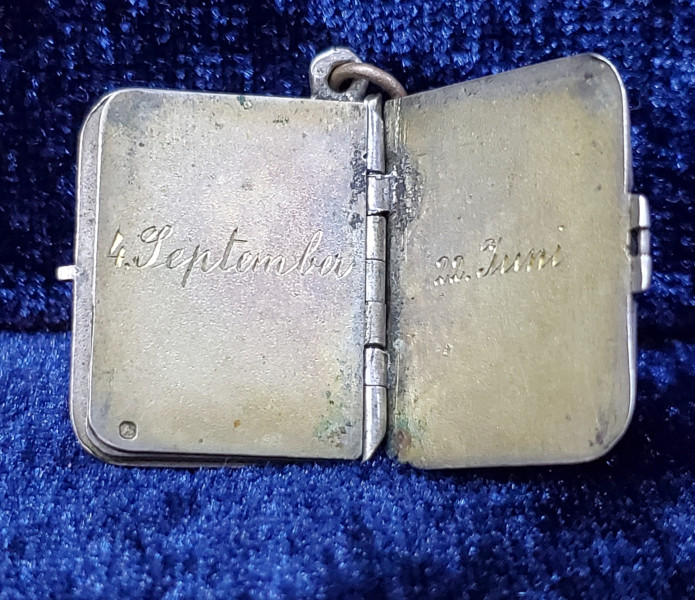 4. September
22. Juni